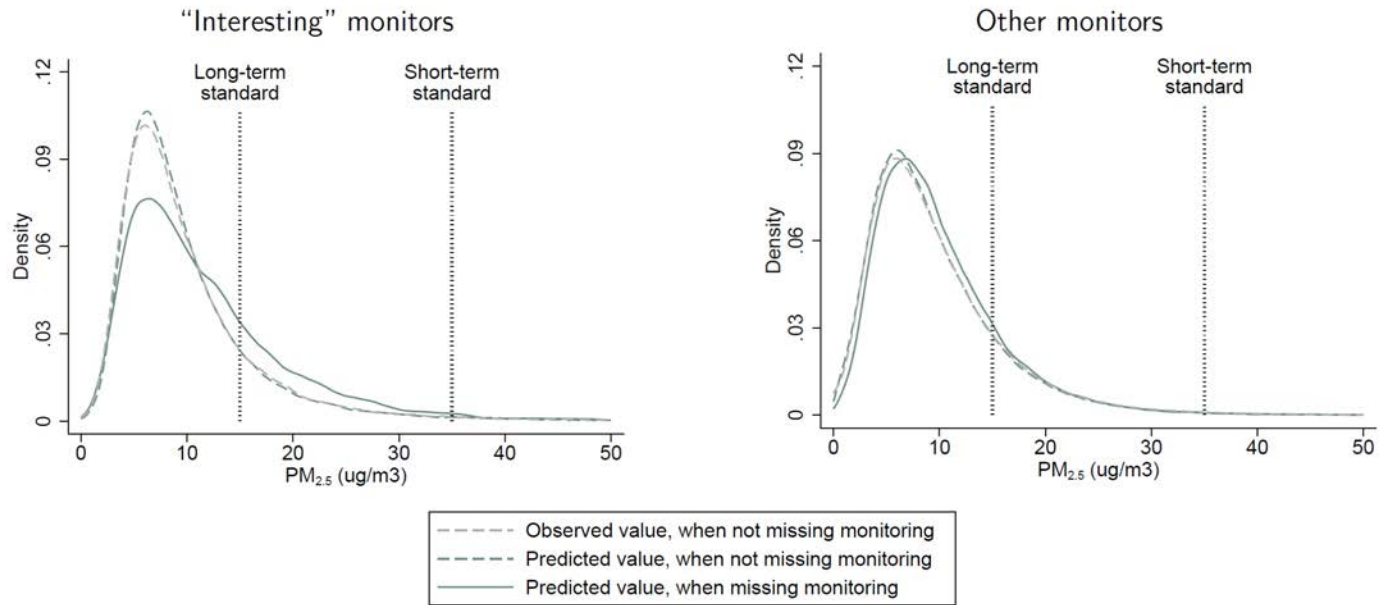 “Interesting” monitors
Other monitors
Long-term
standard
Short-term
standard
.12
.09
.06
.03
0
Density
0
10
20
30
40
50
PM2.5 (ug/m3)
Long-term
standard
Short-term
standard
.12
.09
.06
.03
0
Density
0
10
20
30
40
50
PM2.5 (ug/m3)
Observed value, when not missing monitoring
Predicted value, when not missing monitoring
Predicted value, when missing monitoring